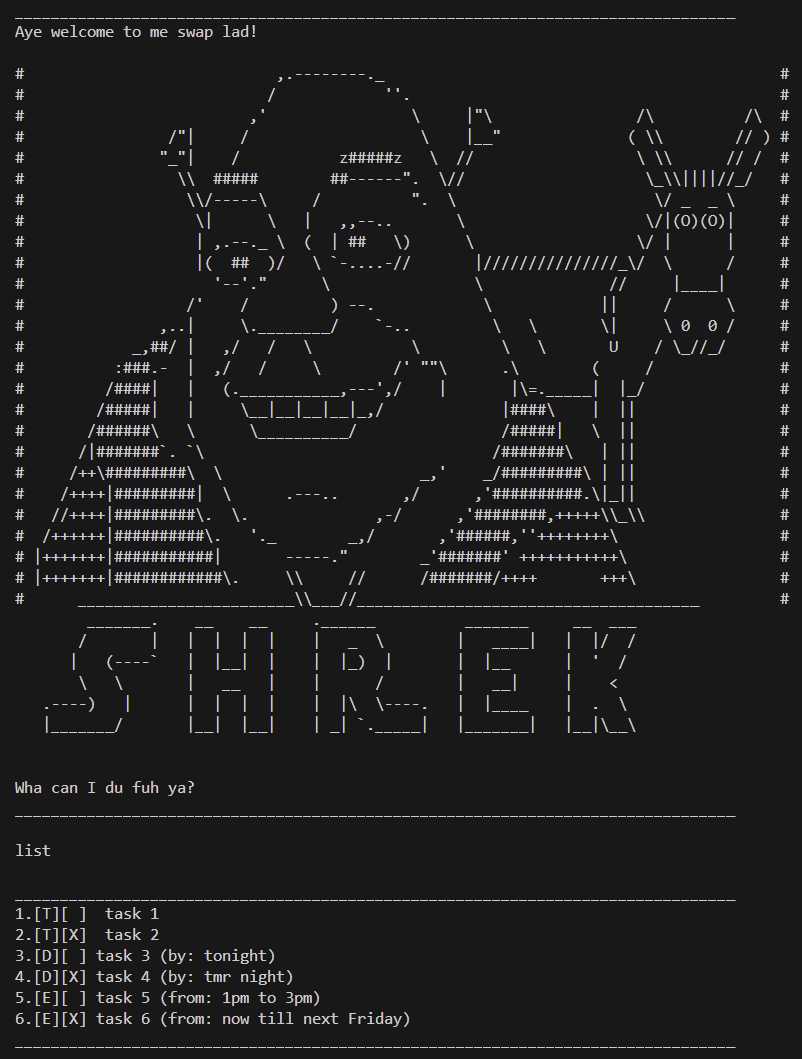 Aye welcome to me swap lad!
SHREK
Wha can I du fuh ya?
list
1.[T][ ]  task 1
2.[T][X]  task 2
3.[D][ ] task 3 (by: tonight)
4.[D][X] task 4 (by: tmr night)
5.[E][ ] task 5 (from: 1pm to 3pm)
6.[E][X] task 6 (from: now till next Friday)